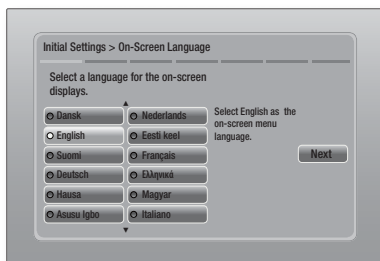 Initial Settings > On-Screen Language
Select a language for the on-screen
displays.
Dansk
English
Suomi
Deutsch
Hausa
Asusu Igbo
Nederlands
Eesti keel
Français
Ελληνικά
Magyar
Italiano
Select English as the
on-screen menu
language.
Next